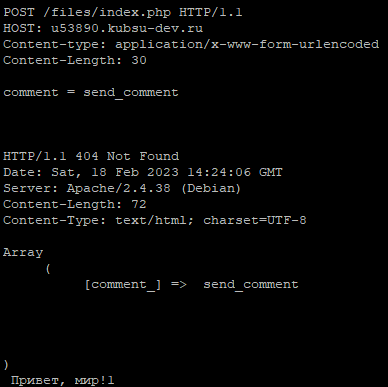 POST /files/index.php HTTP/1.1
HOST: u53890.kubsu-dev.ru
Content-type: application/x-www-form-urlencoded
Content-Length: 30
comment = send_comment
HTTP/1.1 404 Not Found
Date: Sat, 18 Feb 2023 14:24:06 GMT
Server: Apache/2.4.38 (Debian)
Content-Length: 72
Content-Type: text/html; charset=UTF-8
Array
(
[comment_] => send_comment
)
Привет, мир!1